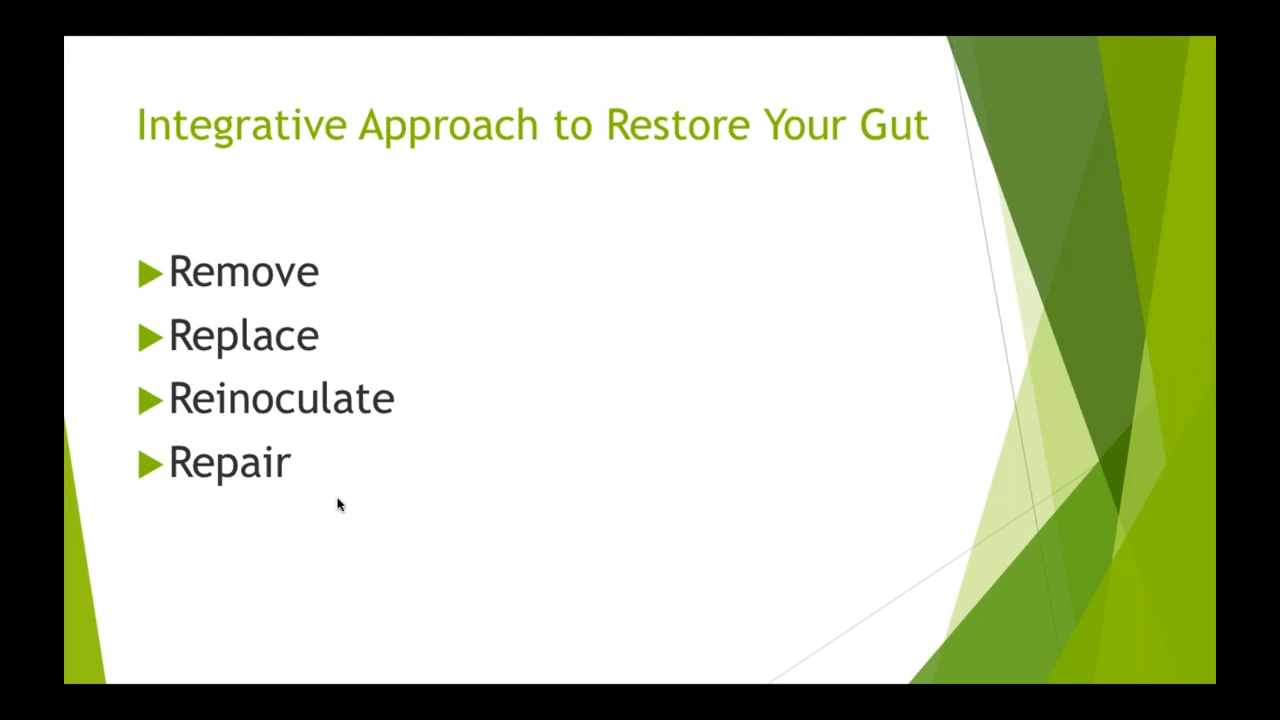 Integrative Approach to Restore Your Gut
Remove
Replace
Reinoculate
Repair